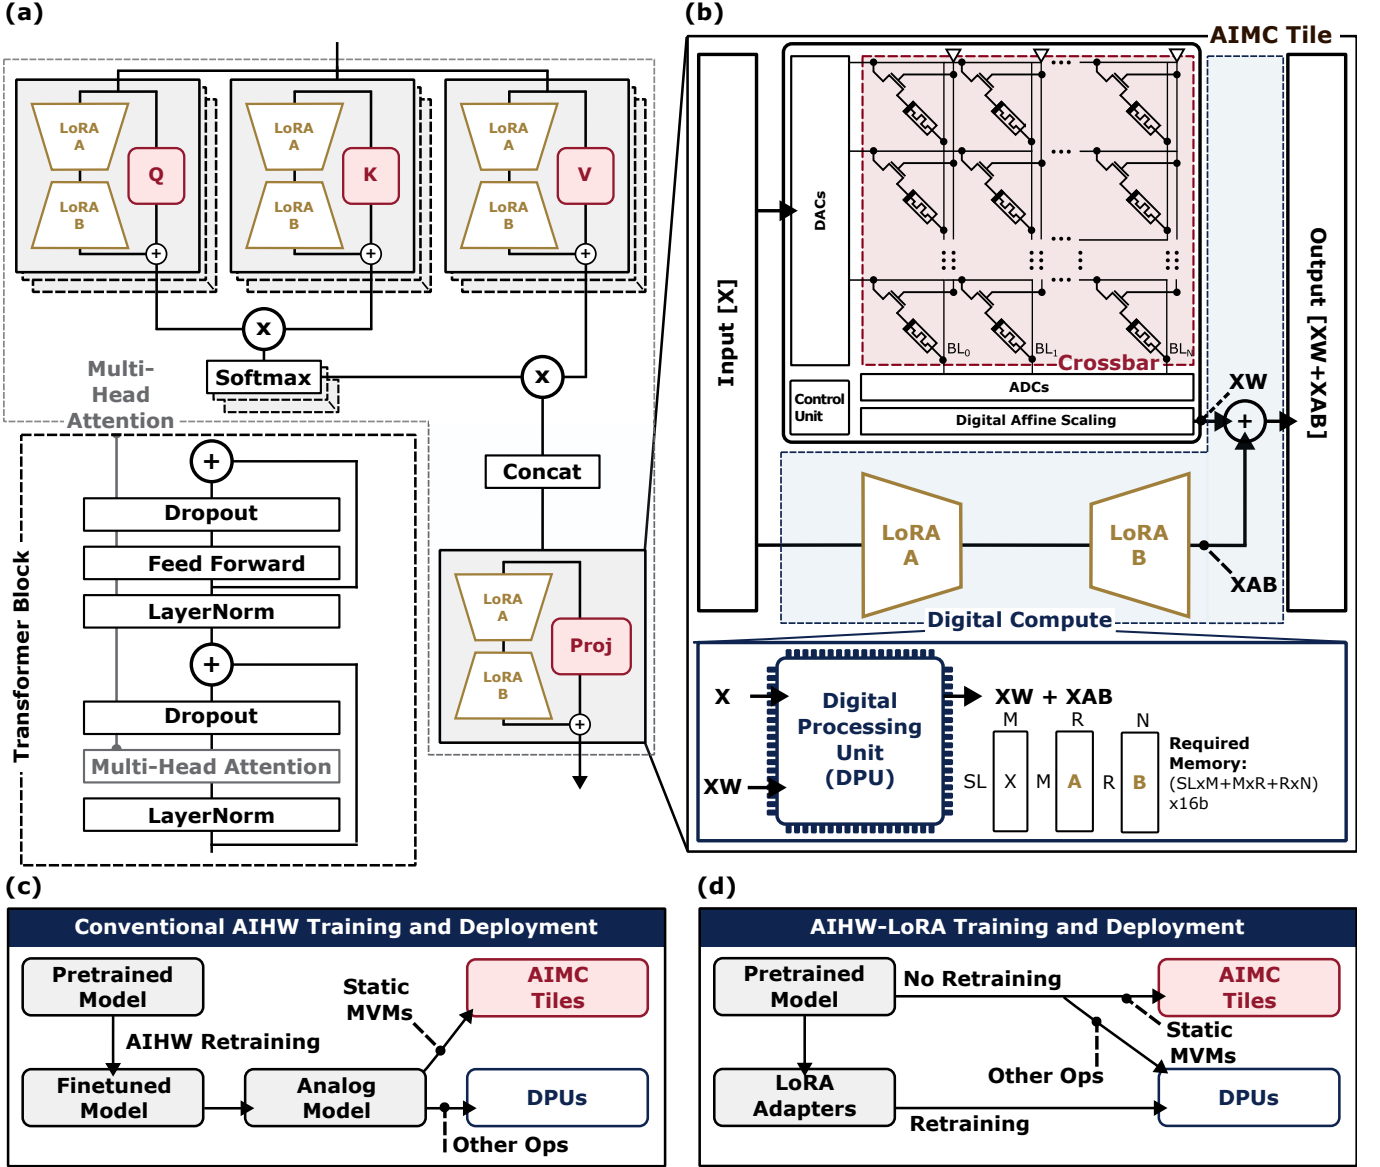 (a)
LoRA
A
LoRA
B
Q
+
LoRA
A
LoRA
B
K
+
LoRA
A
LoRA
B
V
+
x
Softmax
x
Multi-
Head
Attention
Concat
LoRA
A
LoRA
B
Proj
+
Transformer Block
+
Dropout
Feed Forward
LayerNorm
+
Dropout
Multi-Head Attention
LayerNorm
(b)
AIMC Tile
Input [X]
DACs
Control
Unit
BL0
BL1
BLN
Crossbar
ADCs
Digital Affine Scaling
XW
+
Output [XW+XAB]
LoRA
A
LoRA
B
XAB
Digital Compute
X
XW
Digital
Processing
Unit
(DPU)
XW + XAB
M
R
N
SL
X
M
A
R
B
Required
Memory:
(SLxM+MxR+RxN)
x16b
(c)
Conventional AIHW Training and Deployment
Pretrained
Model
AIHW Retraining
Finetuned
Model
Analog
Model
Static
MVMs
AIMC
Tiles
DPUs
Other Ops
(d)
AIHW-LoRA Training and Deployment
Pretrained
Model
No Retraining
AIMC
Tiles
Static
MVMs
Other Ops
LoRA
Adapters
Retraining
DPUs